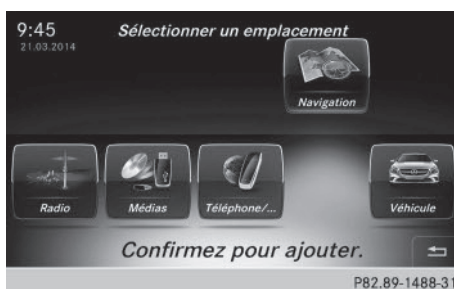 9:45
Sélectionner un emplacement
21.03.2014
Navigation
Radio
Médias
Téléphone/...
Véhicule
Confirmez pour ajouter.
P82.89-1488-31